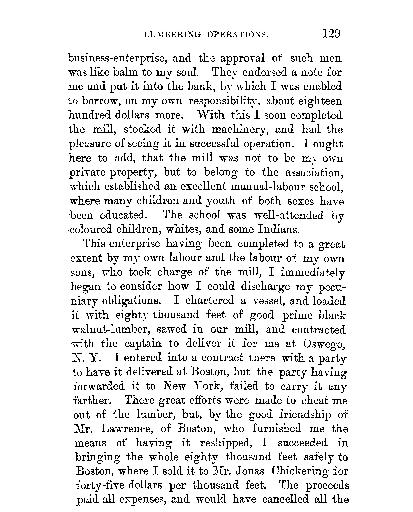 LUMBERING OPERATIONS. 129
business-enterprise, and the approval of such men
was like balm to my soul. They endorsed a note for
me and put it into the bank, by which I was enabled
to borrow, on my own responsibility, about eighteen
hundred dollars more. With this I soon completed
the mill, stocked it with machinery, and had the
pleasure of seeing it in successful operation. I ought
here to add, that the mill was not to be my own
private property, but to belong to the association,
which established an excellent manual-labour school,
where many children and youth of both sexes have
been educated. The school was well-attended by
coloured children, whites, and some Indians.
This enterprise having been completed to a great
extent by my own labour and the labour of my own
sons, who took charge of the mill, I immediately
began to consider how I could discharge my pecu-
niary obligations. I chartered a vessel, and loaded
it with eighty thousand feet of good prime black
walnut-lumber, sawed in our mill, and contracted
with the captain to deliver it for me at Oswego,
N. Y. I entered into a contract there with a party
to have it delivered at Boston, but the party having
forwarded it to New York, failed to carry it any
farther. There great efforts were made to cheat me
out of the lumber, but, by the good friendship of
Mr. Lawrence, of Boston, who furnished me the
means of having it reshipped, I succeeded in
bringing the whole eighty thousand feet safely to
Boston, where I sold it to Mr. Jonas Chickering for
forty-five dollars per thousand feet. The proceeds
paid all expenses, and would have cancelled all the